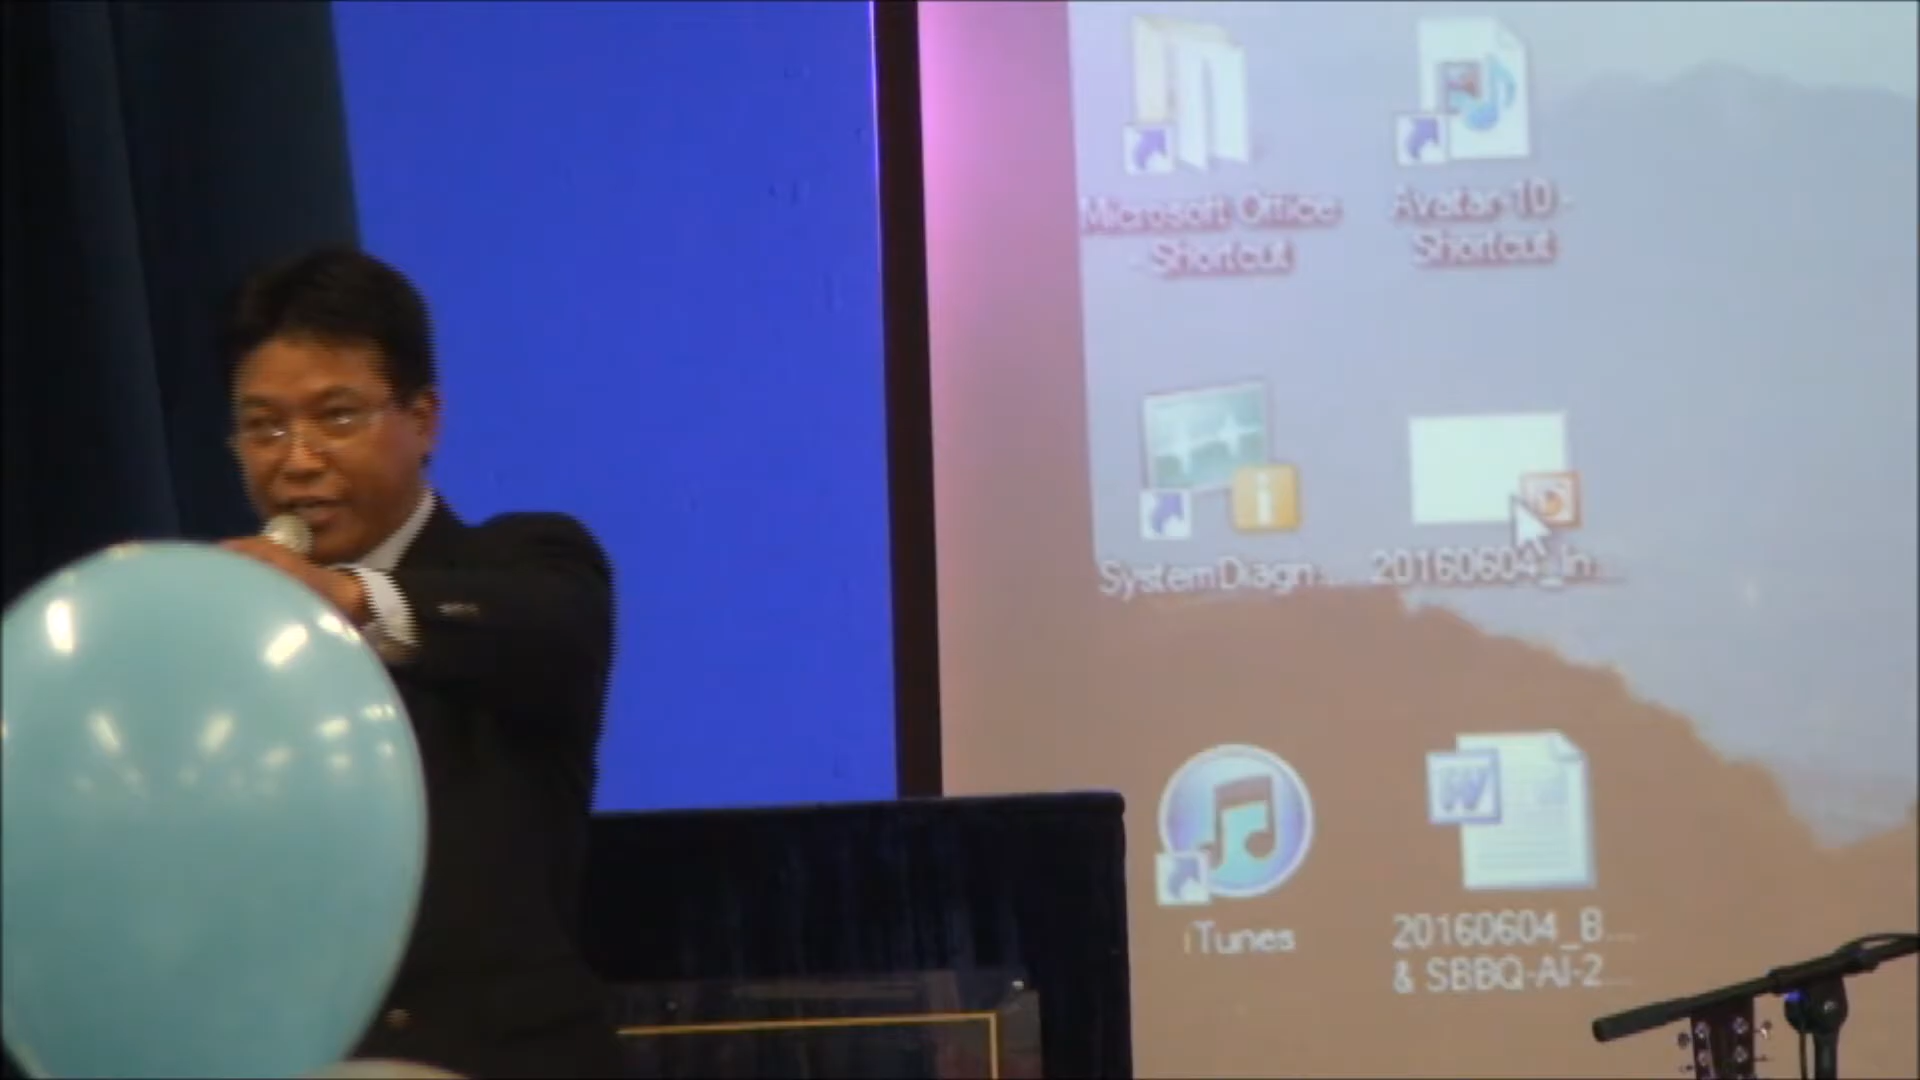 Microsoft Office
- Shortcut
Avatar-10 -
Shortcut
SystemDiagn...
20160604_In...
iTunes
20160604_B...
& SBBQ-AI-2...